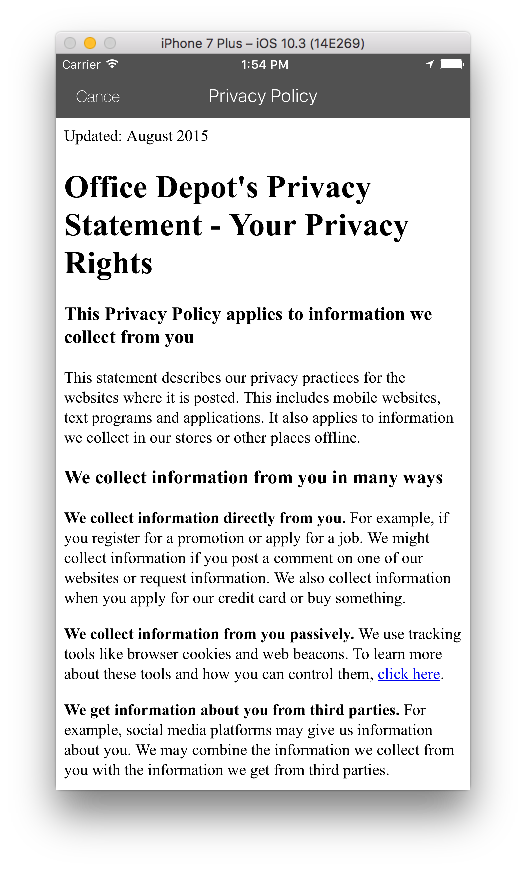 iPhone 7 Plus – iOS 10.3 (14E269)
Carrier 1:54 PM
Cance Privacy Policy
Updated: August 2015
Office Depot's Privacy
Statement - Your Privacy
Rights
This Privacy Policy applies to information we
collect from you
This statement describes our privacy practices for the
websites where it is posted. This includes mobile websites,
text programs and applications. It also applies to information
we collect in our stores or other places offline.
We collect information from you in many ways
We collect information directly from you. For example, if
you register for a promotion or apply for a job. We might
collect information if you post a comment on one of our
websites or request information. We also collect information
when you apply for our credit card or buy something.
We collect information from you passively. We use tracking
tools like browser cookies and web beacons. To learn more
about these tools and how you can control them, click here.
We get information about you from third parties. For
example, social media platforms may give us information
about you. We may combine the information we collect from
you with the information we get from third parties.